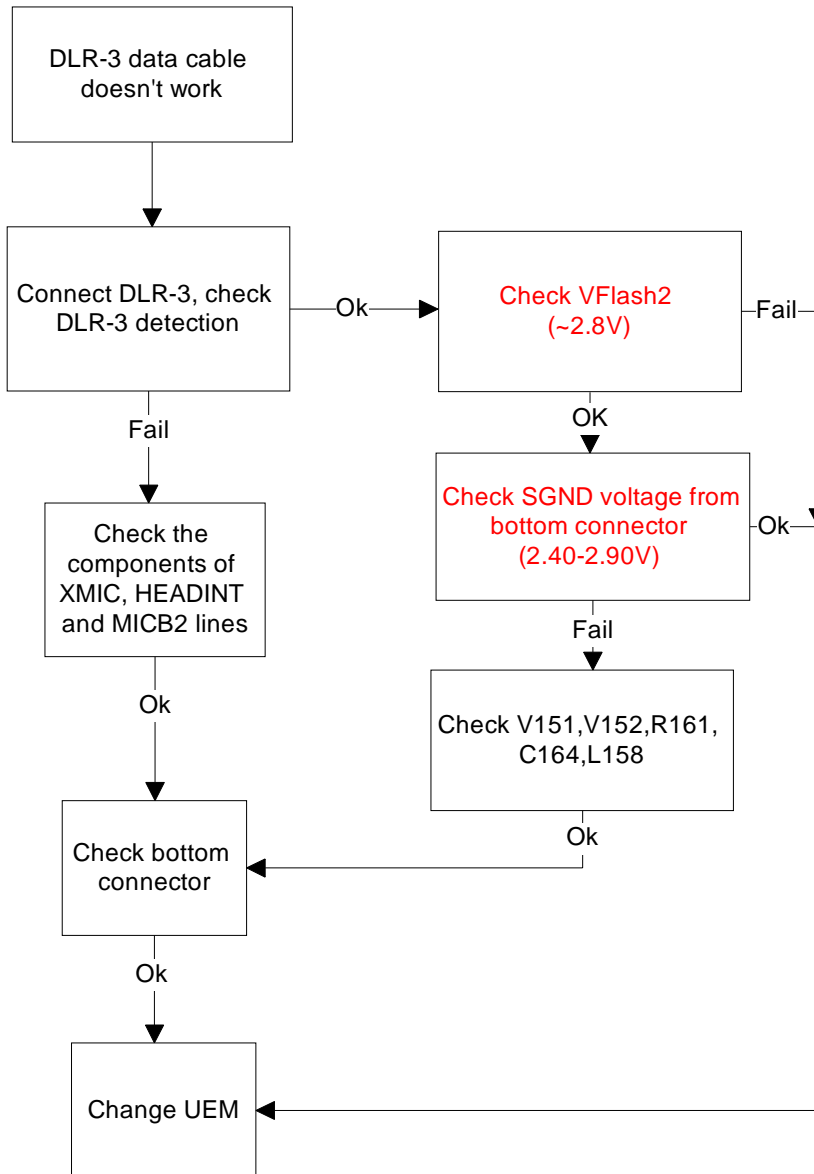 DLR-3 data cable
doesn't work
Connect DLR-3, check
DLR-3 detection
Ok
Check VFlash2
(~2.8V)
Fail
Fail
OK
Check the
components of
XMIC, HEADINT
and MICB2 lines
Check SGND voltage from
bottom connector
(2.40-2.90V)
Ok
Fail
Ok
Check V151,V152,R161,
C164,L158
Ok
Check bottom
connector
Ok
Change UEM